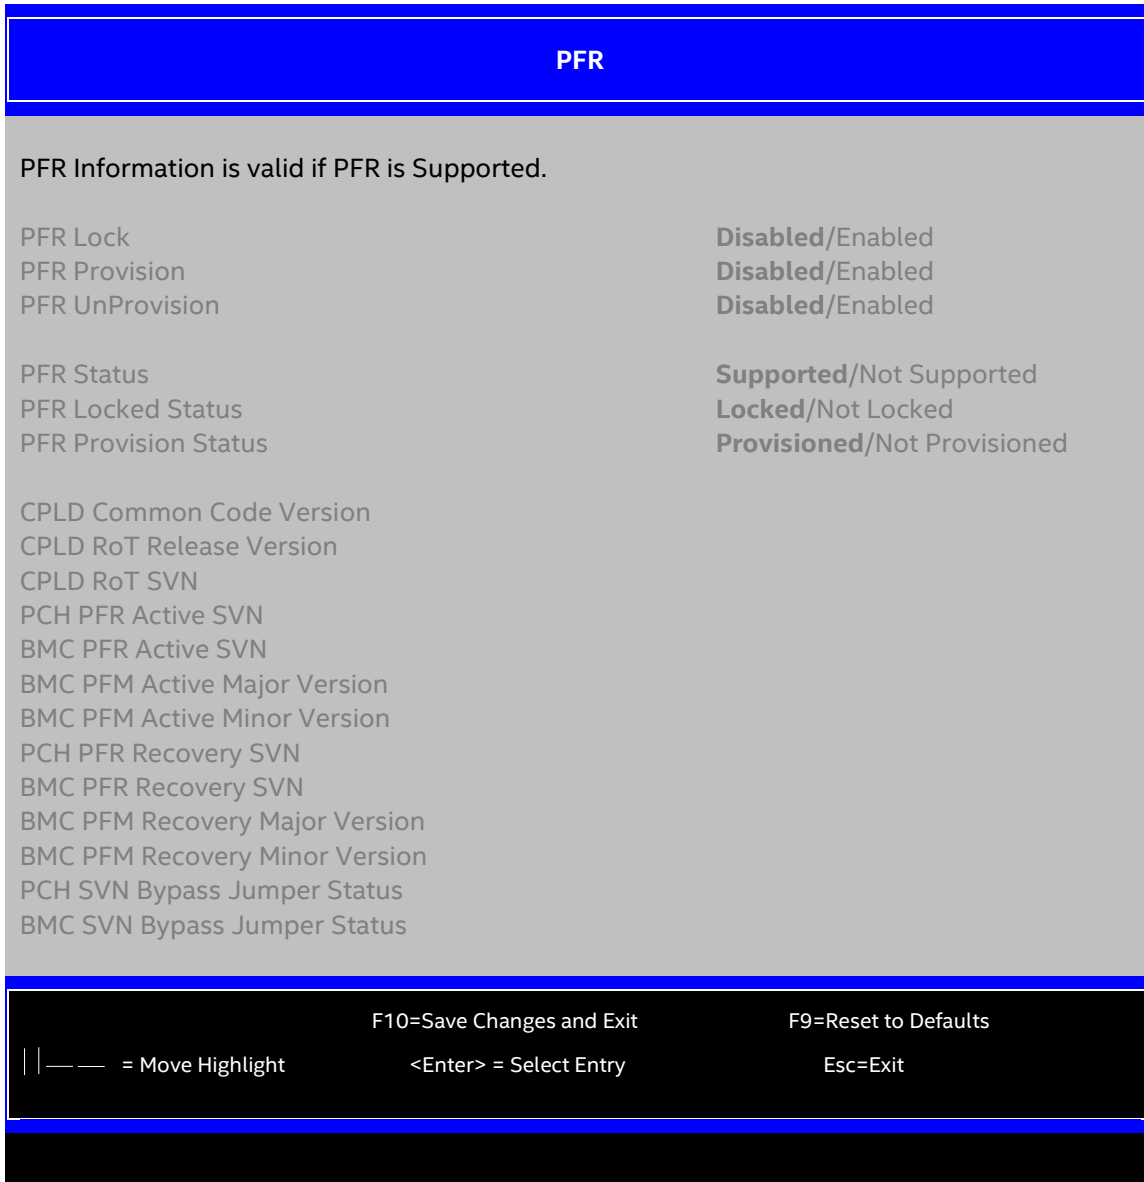 PFR
PFR Information is valid if PFR is Supported.
PFR Lock Disabled/Enabled
PFR Provision Disabled/Enabled
PFR UnProvision Disabled/Enabled
PFR Status Supported/Not Supported
PFR Locked Status Locked/Not Locked
PFR Provision Status Provisioned/Not Provisioned
CPLD Common Code Version
CPLD RoT Release Version
CPLD RoT SVN
PCH PFR Active SVN
BMC PFR Active SVN
BMC PFM Active Major Version
BMC PFM Active Minor Version
PCH PFR Recovery SVN
BMC PFR Recovery SVN
BMC PFM Recovery Major Version
BMC PFM Recovery Minor Version
PCH SVN Bypass Jumper Status
BMC SVN Bypass Jumper Status
F10=Save Changes and Exit F9=Reset to Defaults
= Move Highlight <Enter> = Select Entry Esc=Exit